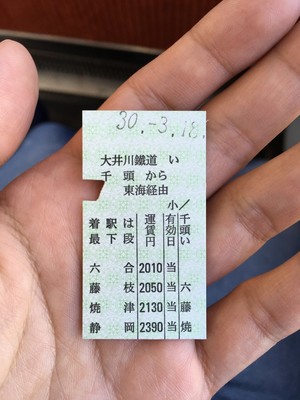 30.-3.18.
大井川鐵道 い
千頭 から
東海経由
小/
着駅は最下段 運賃円 有効日 千頭い
六合 2010 当
藤枝 2050 当 六
焼津 2130 当 藤
静岡 2390 当 焼